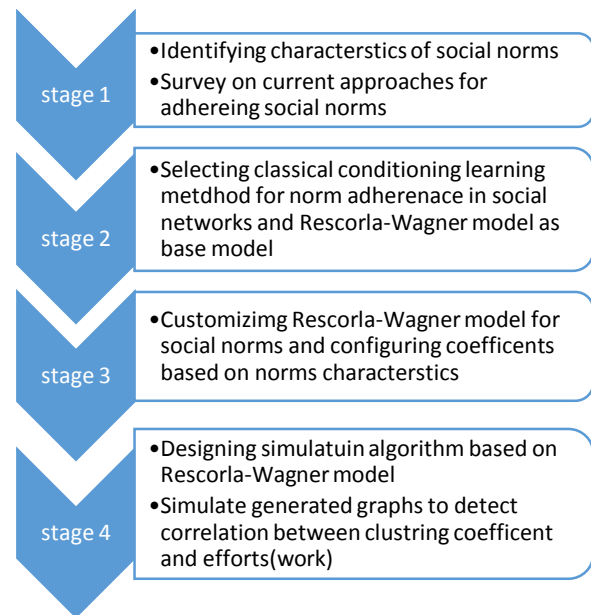 stage 1
•Identifying characterstics of social norms
•Survey on current approaches for
adhereing social norms
stage 2
•Selecting classical conditioning learning
metdhod for norm adherenace in social
networks and Rescorla-Wagner model as
base model
stage 3
•Customizimg Rescorla-Wagner model for
social norms and configuring coefficents
based on norms characterstics
stage 4
•Designing simulatuin algorithm based on
Rescorla-Wagner model
•Simulate generated graphs to detect
correlation between clustring coefficent
and efforts(work)